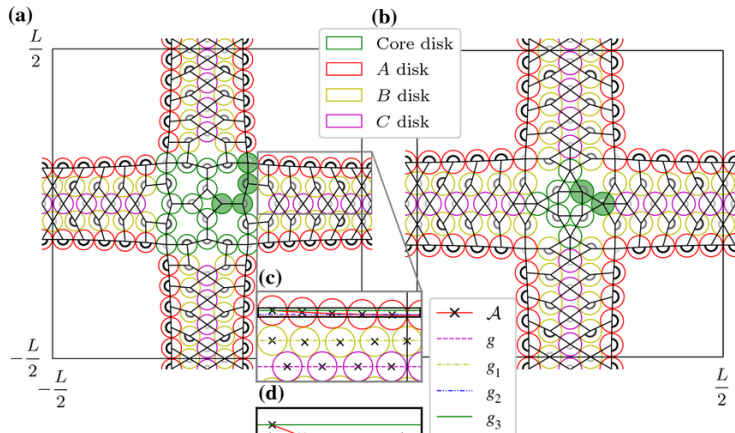 (a)
(b)
L
2
Core disk
A disk
B disk
C disk
(c)
𝒜
g
g₁
g₂
g₃
−L
2
−L
2
(d)
L
2